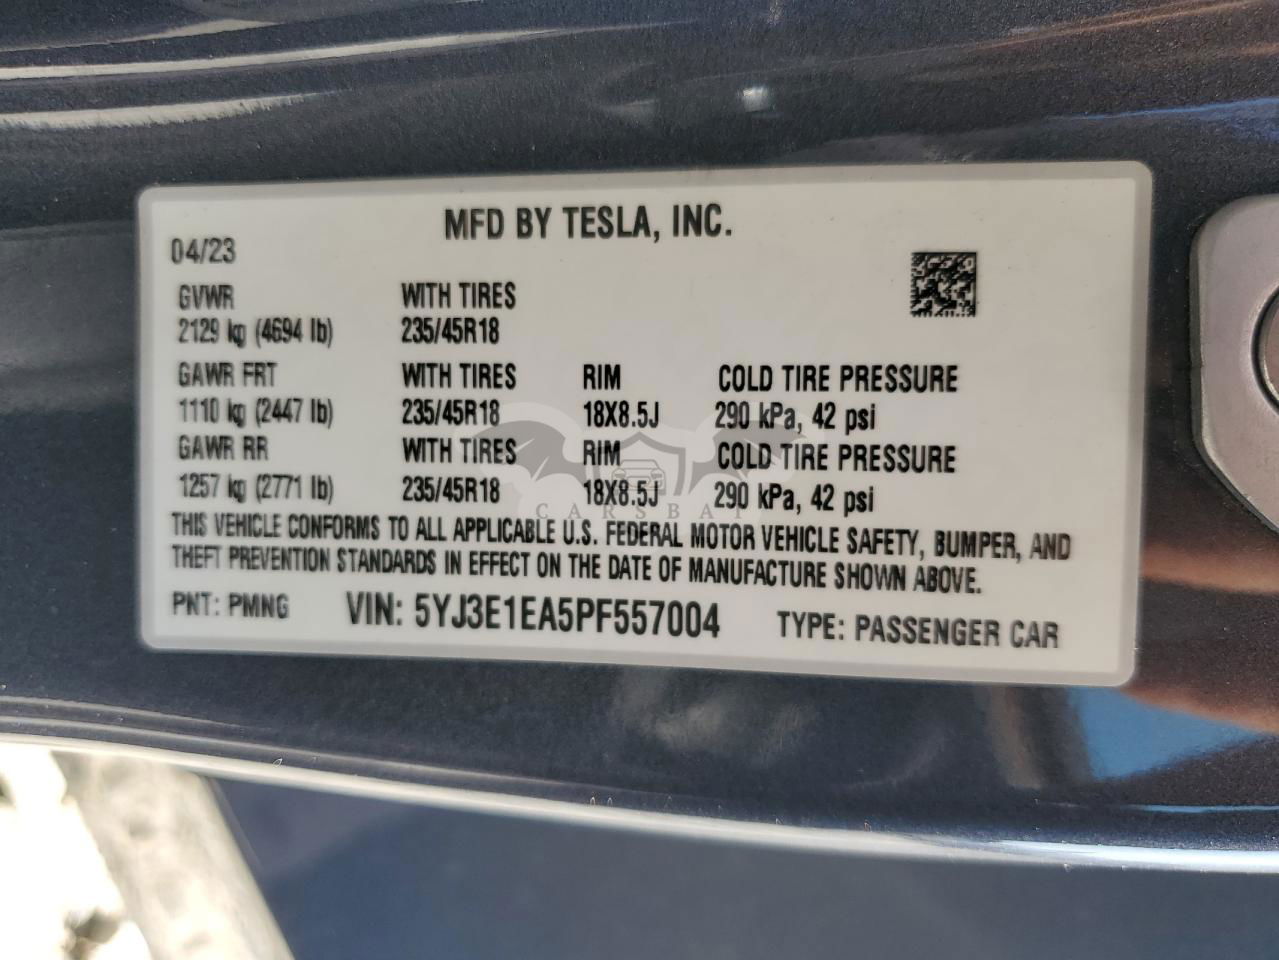 MFD BY TESLA, INC.
04/23
GVWR WITH TIRES
2129 kg (4694 lb) 235/45R18
GAWR FRT WITH TIRES RIM COLD TIRE PRESSURE
1110 kg (2447 lb) 235/45R18 18X8.5J 290 kPa, 42 psi
GAWR RR WITH TIRES RIM COLD TIRE PRESSURE
1257 kg (2771 lb) 235/45R18 18X8.5J 290 kPa, 42 psi
CARSBAT
THIS VEHICLE CONFORMS TO ALL APPLICABLE U.S. FEDERAL MOTOR VEHICLE SAFETY, BUMPER, AND
THEFT PREVENTION STANDARDS IN EFFECT ON THE DATE OF MANUFACTURE SHOWN ABOVE.
PNT: PMNG VIN: 5YJ3E1EA5PF557004 TYPE: PASSENGER CAR